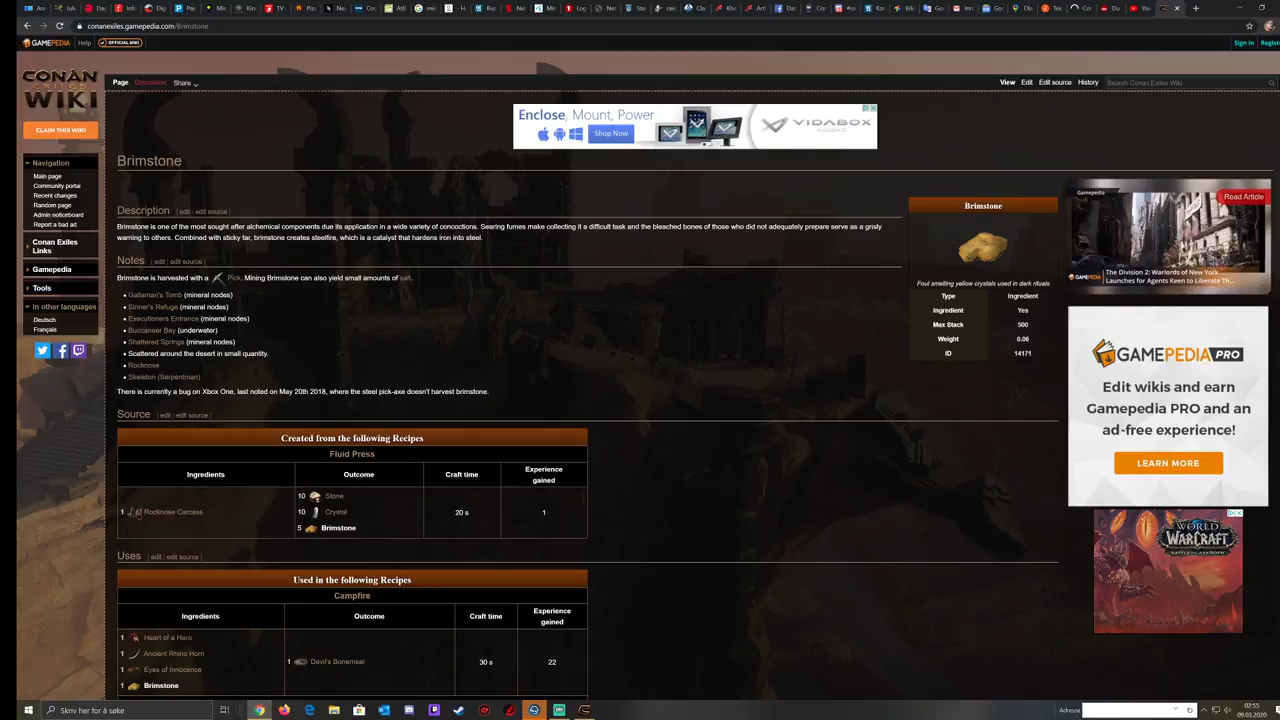 conanexiles.gamepedia.com/Brimstone
GAMEPEDIA Help OFFICIAL WIKI Sign In Register
CONAN
EXILES
WIKI
Page Discussion Share View Edit Edit source History Search Conan Exiles Wiki
CLAIM THIS WIKI
Enclose, Mount, Power
Shop Now
VIDABOX
KIOSKS
Navigation
Main page
Community portal
Recent changes
Random page
Admin noticeboard
Report a bad ad
Conan Exiles
Links
Gamepedia
Tools
In other languages
Deutsch
Français
Brimstone
Description [ edit | edit source ]
Brimstone is one of the most sought after alchemical components due its application in a wide variety of concoctions. Searing fumes make collecting it a difficult task and the bleached bones of those who did not adequately prepare serve as a grisly
warning to others. Combined with sticky tar, brimstone creates steelfire, which is a catalyst that hardens iron into steel.
Notes [ edit | edit source ]
Brimstone is harvested with a Pick. Mining Brimstone can also yield small amounts of salt.
• Gallaman's Tomb (mineral nodes)
• Sinner's Refuge (mineral nodes)
• Executioners Entrance (mineral nodes)
• Buccaneer Bay (underwater)
• Shattered Springs (mineral nodes)
• Scattered around the desert in small quantity.
• Rocknose
• Skeleton (Serpentman)
There is currently a bug on Xbox One, last noted on May 20th 2018, where the steel pick-axe doesn't harvest brimstone.
Source [ edit | edit source ]
Created from the following Recipes
Fluid Press
Ingredients Outcome Craft time Experience gained
1 Rocknose Carcass
10 Stone
10 Crystal
5 Brimstone
20 s 1
Uses [ edit | edit source ]
Used in the following Recipes
Campfire
Ingredients Outcome Craft time Experience gained
1 Heart of a Hero
1 Ancient Rhino Horn
1 Eyes of Innocence
1 Brimstone
1 Devil's Bonemeal 30 s 22
Brimstone
Foul smelling yellow crystals used in dark rituals
Type Ingredient
Ingredient Yes
Max Stack 500
Weight 0.06
ID 14171
Gamepedia Read Article
The Division 2: Warlords of New York
Launches for Agents Keen to Liberate Th...
GAMEPEDIA PRO
Edit wikis and earn
Gamepedia PRO and an
ad-free experience!
LEARN MORE
WORLD
WARCRAFT
BATTLE FOR AZEROTH
Skriv her for å søke Adresse 02:55
09.03.2020